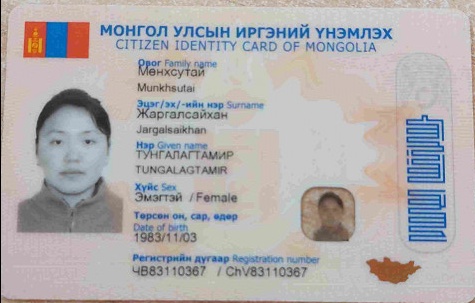 МОНГОЛ УЛСЫН ИРГЭНИЙ ҮНЭМЛЭХ
CITIZEN IDENTITY CARD OF MONGOLIA
Овог Family name
Мөнхсутай
Munkhsutai
Эцэг/эх/-ийн нэр Surname
Жаргалсайхан
Jargalsaikhan
Нэр Given name
ТУНГАЛАГТАМИР
TUNGALAGTAMIR
Хүйс Sex
Эмэгтэй / Female
Төрсөн он, сар, өдөр
Date of birth
1983/11/03
Регистрийн дугаар Registration number
ЧВ83110367 / ChV83110367